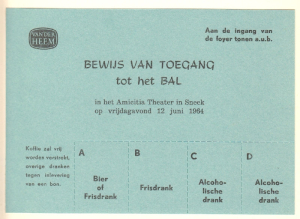 VAN DER
HEEM
Aan de ingang van
de foyer tonen a.u.b.
BEWIJS VAN TOEGANG
tot het BAL
in het Amicitia Theater in Sneek
op vrijdagavond 12 juni 1964
Koffie zal vrij
worden verstrekt,
overige dranken
tegen inlevering
van een bon.
A
Bier
of
Frisdrank
B
Frisdrank
C
Alcoho-
lische
drank
D
Alcoho-
lische
drank